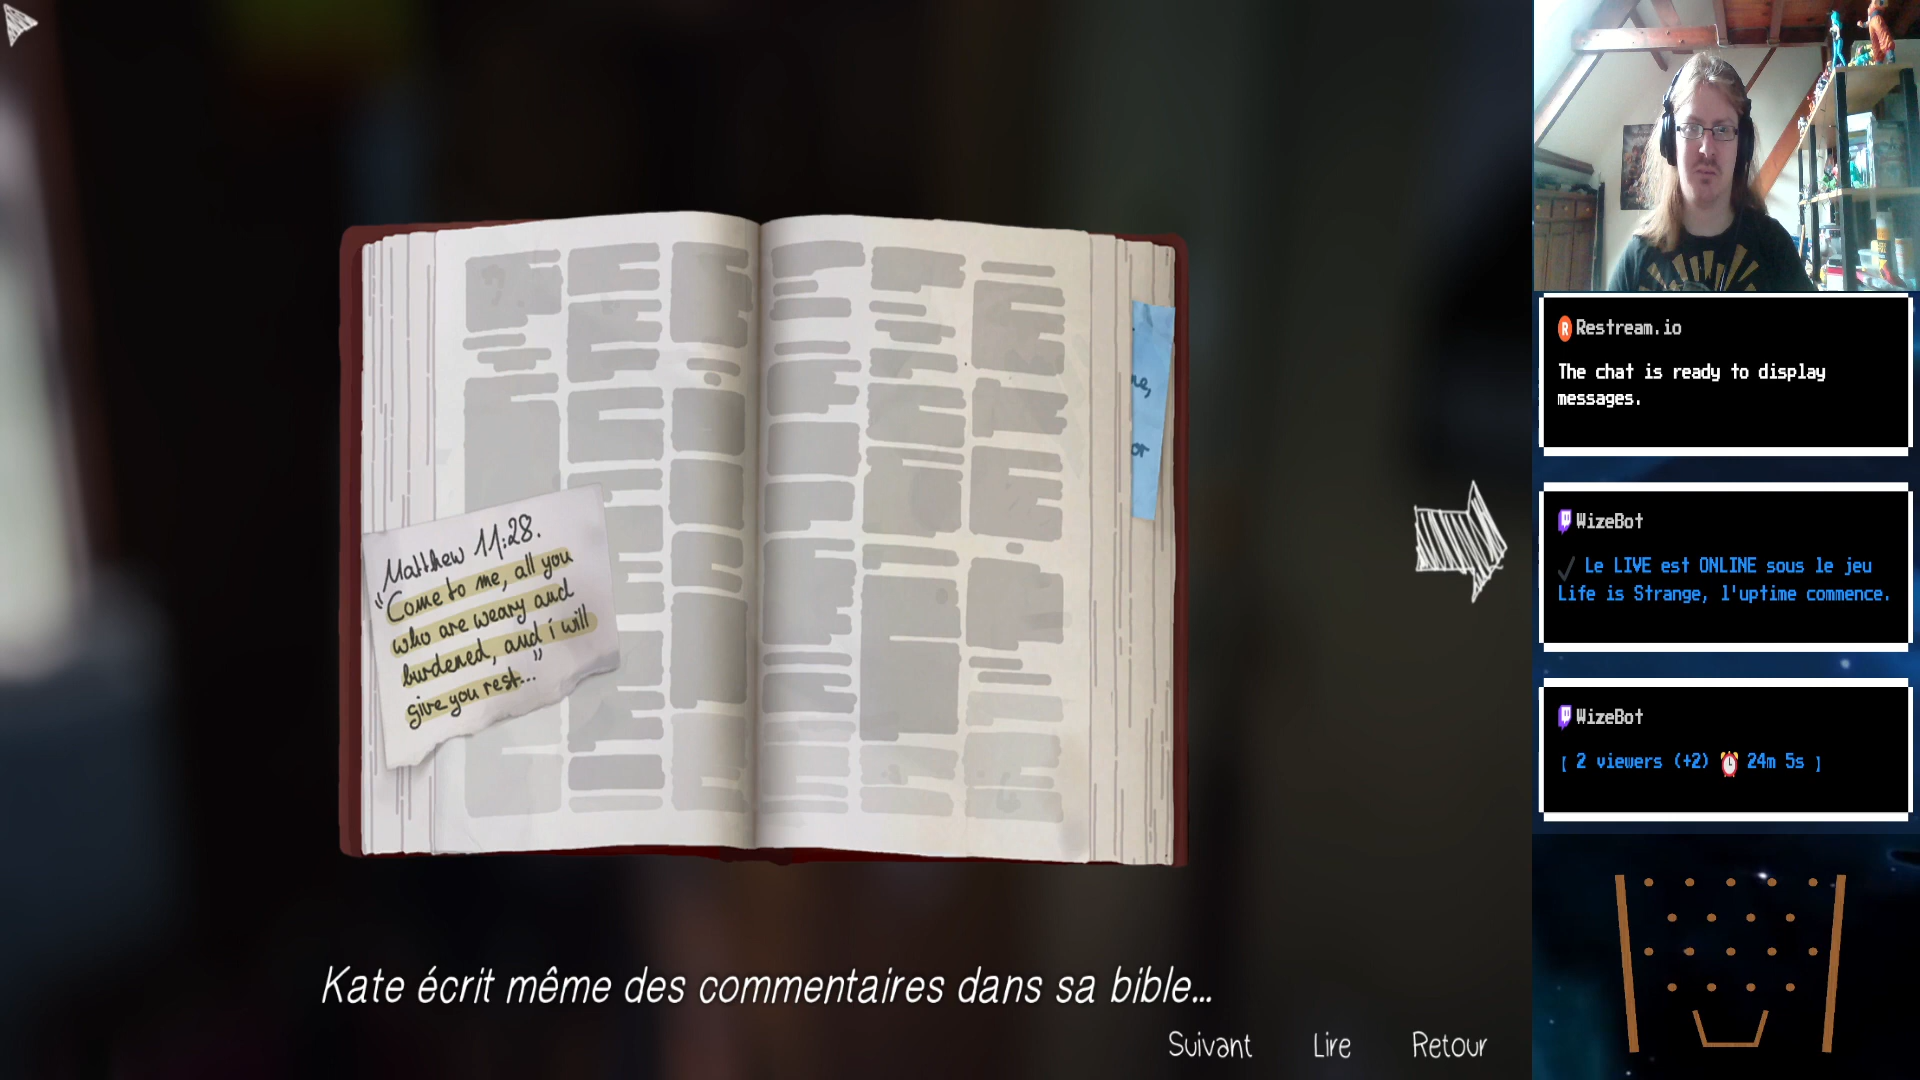 Matthew 11:28.
"Come to me, all you
who are weary and
burdened, and i will
give you rest..."
ne,
or
Kate écrit même des commentaires dans sa bible...
Suivant Lire Retour
Restream.io
The chat is ready to display
messages.
WizeBot
✔ Le LIVE est ONLINE sous le jeu
Life is Strange, l'uptime commence.
WizeBot
[ 2 viewers (+2) ⏰ 24m 5s ]